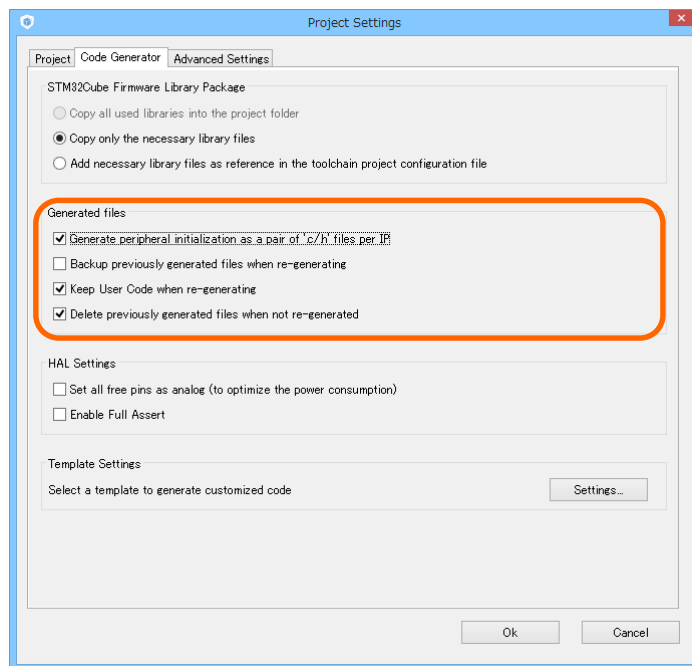 Project Settings
Project
Code Generator
Advanced Settings
STM32Cube Firmware Library Package
Copy all used libraries into the project folder
Copy only the necessary library files
Add necessary library files as reference in the toolchain project configuration file
Generated files
Generate peripheral initialization as a pair of '.c/.h' files per IP
Backup previously generated files when re-generating
Keep User Code when re-generating
Delete previously generated files when not re-generated
HAL Settings
Set all free pins as analog (to optimize the power consumption)
Enable Full Assert
Template Settings
Select a template to generate customized code
Settings...
Ok
Cancel